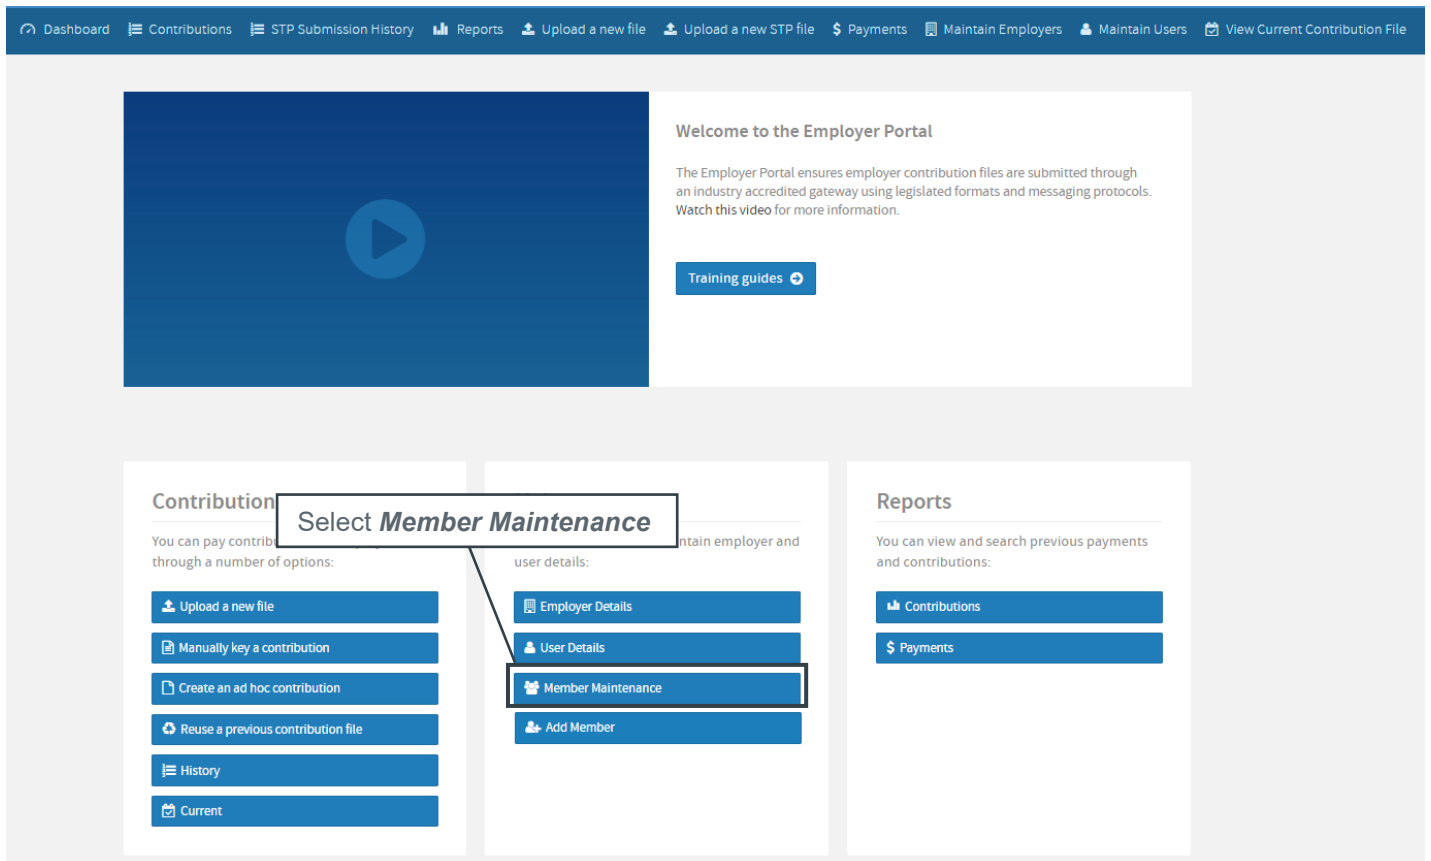 Dashboard Contributions STP Submission History Reports Upload a new file Upload a new STP file Payments Maintain Employers Maintain Users View Current Contribution File
Welcome to the Employer Portal
The Employer Portal ensures employer contribution files are submitted through
an industry accredited gateway using legislated formats and messaging protocols.
Watch this video for more information.
Training guides
Contribution
Select Member Maintenance
You can pay
through a number of options:
Upload a new file
Manually key a contribution
Create an ad hoc contribution
Reuse a previous contribution file
History
Current
employer and
user details:
Employer Details
User Details
Member Maintenance
Add Member
Reports
You can view and search previous payments
and contributions:
Contributions
Payments